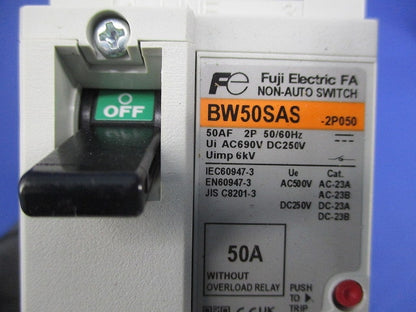 OFF
Fe Fuji Electric FA
NON-AUTO SWITCH
BW50SAS -2P050
50AF 2P 50/60Hz
Ui AC690V DC250V
Uimp 6kV
IEC60947-3 Ue Cat.
EN60947-3 AC500V AC-23A
JIS C8201-3 AC-23B
DC250V DC-23A
DC-23B
50A
WITHOUT
OVERLOAD RELAY
PUSH
TO
TRIP